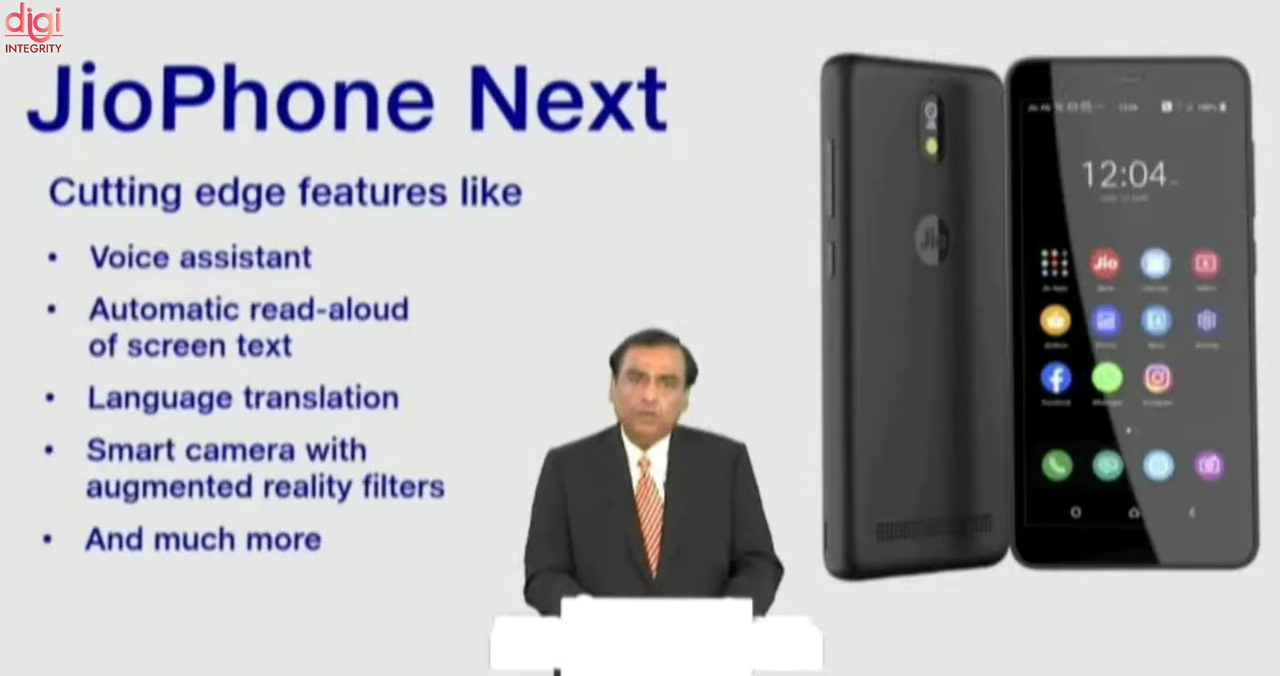 digi
INTEGRITY
JioPhone Next
Cutting edge features like
• Voice assistant
• Automatic read-aloud
of screen text
• Language translation
• Smart camera with
augmented reality filters
• And much more
Jio
12:04
Jio